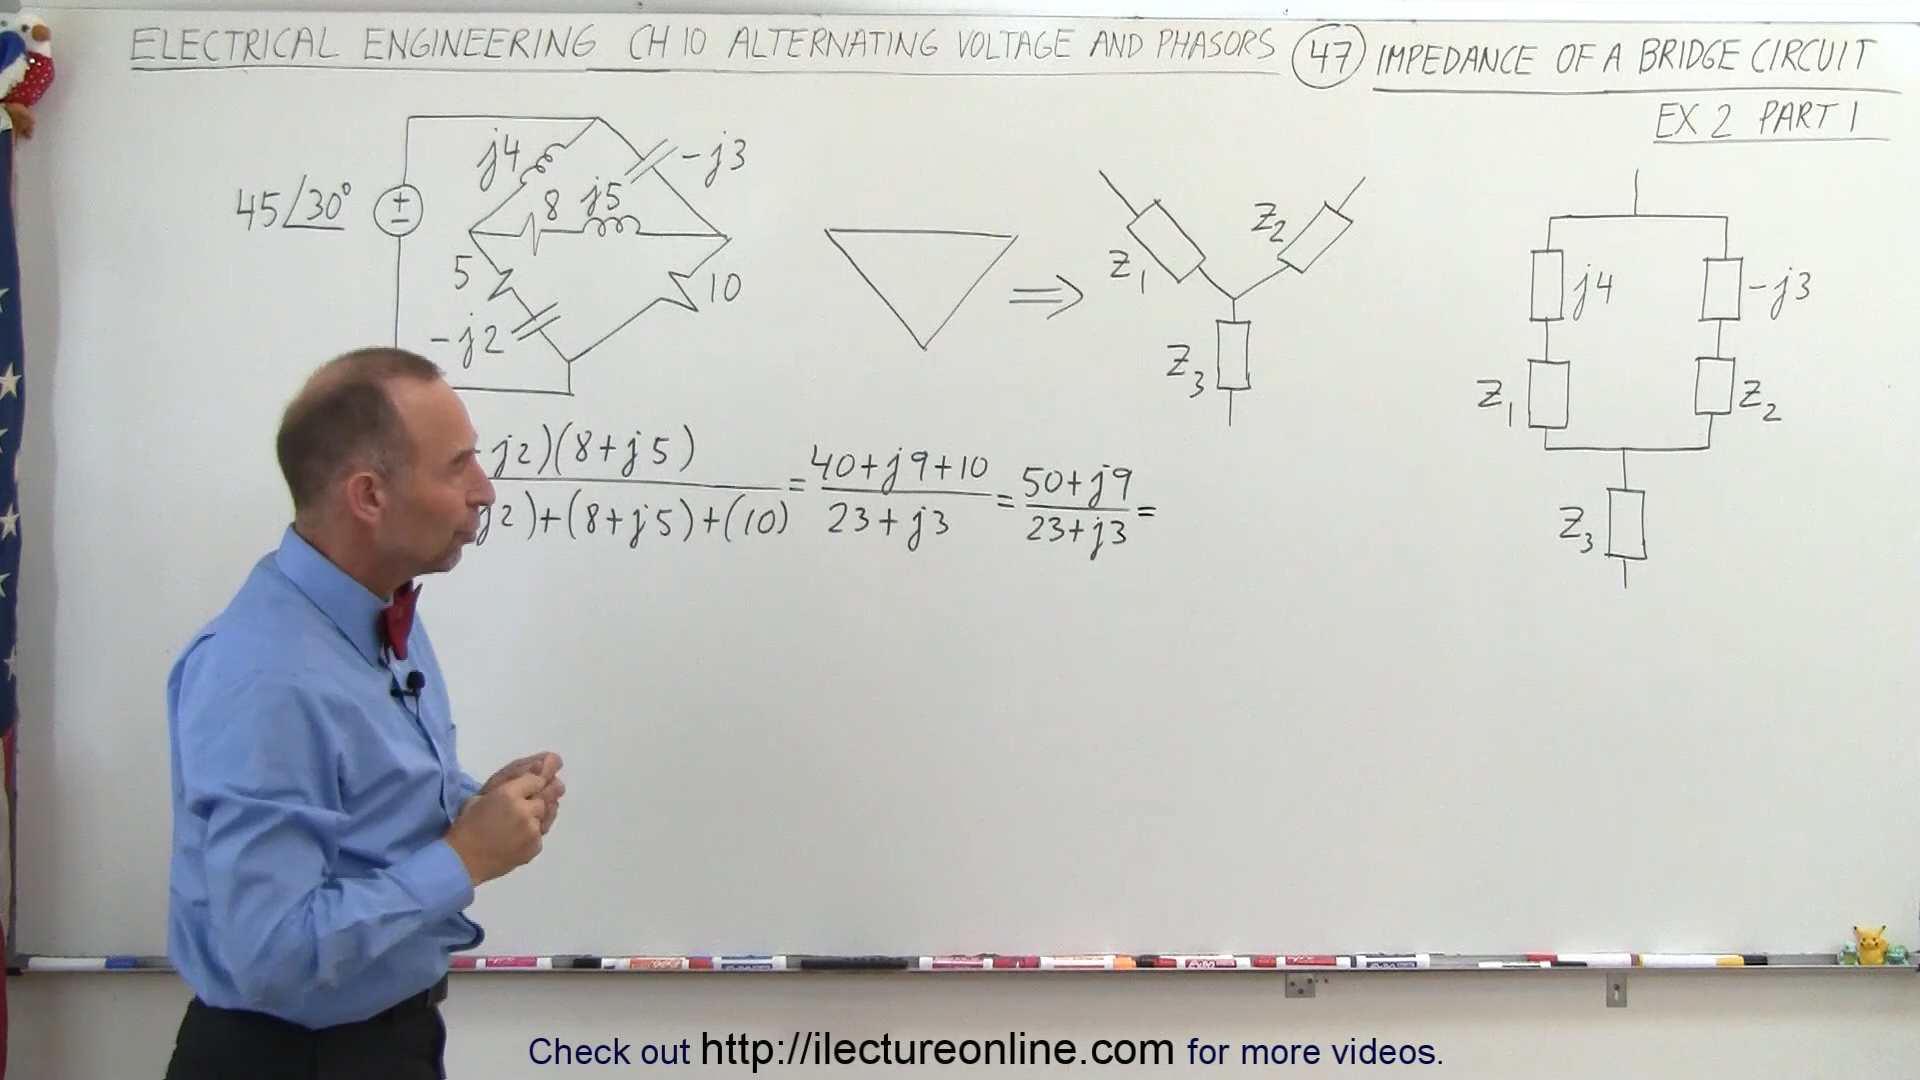 ELECTRICAL ENGINEERING CH 10 ALTERNATING VOLTAGE AND PHASORS 47 IMPEDANCE OF A BRIDGE CIRCUIT
EX 2 PART 1
45/30°
+
−
j4
-j3
8 j5
5
10
-j2
Z1
Z2
Z3
j4
-j3
Z1
Z2
Z3
j2)(8+j5)
j2)+(8+j5)+(10)
= 40+j9+10
23+j3
= 50+j9
23+j3 =
Check out http://ilectureonline.com for more videos.